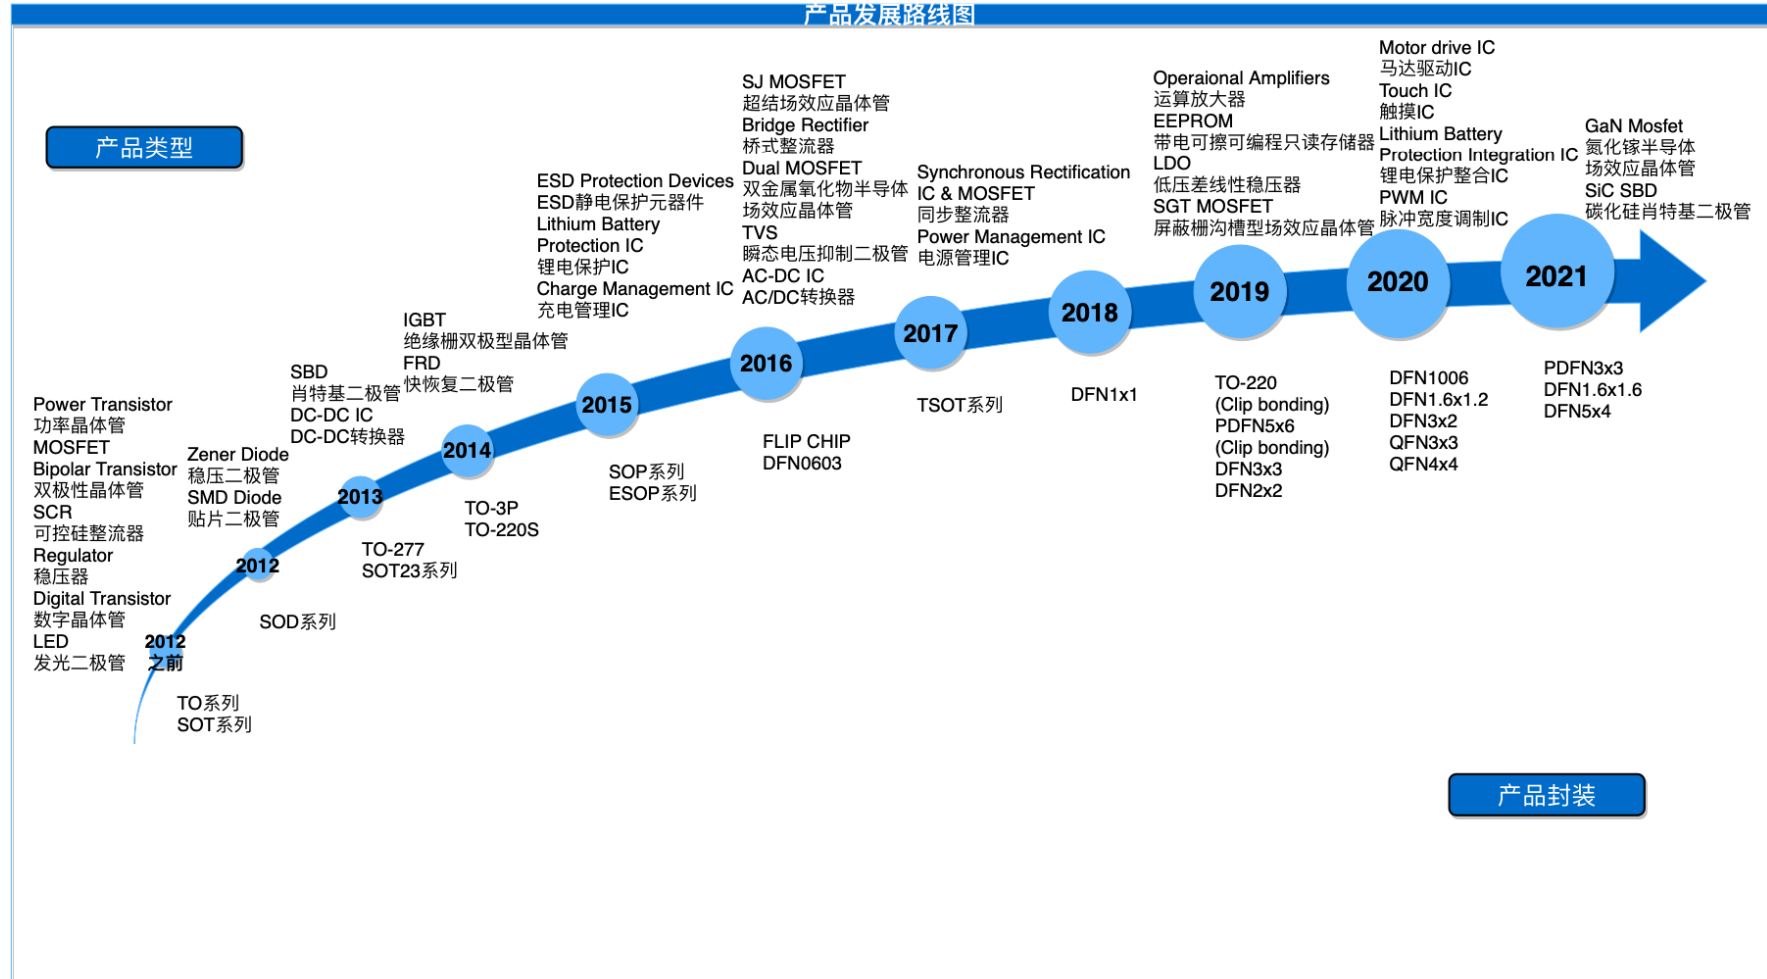 产品发展路线图
产品类型
Power Transistor
功率晶体管
MOSFET
Bipolar Transistor
双极性晶体管
SCR
可控硅整流器
Regulator
稳压器
Digital Transistor
数字晶体管
LED
发光二极管
2012
之前
TO系列
SOT系列
Zener Diode
稳压二极管
SMD Diode
贴片二极管
2012
SOD系列
SBD
肖特基二极管
DC-DC IC
DC-DC转换器
2013
TO-277
SOT23系列
IGBT
绝缘栅双极型晶体管
FRD
快恢复二极管
2014
TO-3P
TO-220S
ESD Protection Devices
ESD静电保护元器件
Lithium Battery
Protection IC
锂电保护IC
Charge Management IC
充电管理IC
2015
SOP系列
ESOP系列
SJ MOSFET
超结场效应晶体管
Bridge Rectifier
桥式整流器
Dual MOSFET
双金属氧化物半导体
场效应晶体管
TVS
瞬态电压抑制二极管
AC-DC IC
AC/DC转换器
2016
FLIP CHIP
DFN0603
Synchronous Rectification
IC & MOSFET
同步整流器
Power Management IC
电源管理IC
2017
TSOT系列
2018
DFN1x1
Operaional Amplifiers
运算放大器
EEPROM
带电可擦可编程只读存储器
LDO
低压差线性稳压器
SGT MOSFET
屏蔽栅沟槽型场效应晶体管
2019
TO-220
(Clip bonding)
PDFN5x6
(Clip bonding)
DFN3x3
DFN2x2
Motor drive IC
马达驱动IC
Touch IC
触摸IC
Lithium Battery
Protection Integration IC
锂电保护整合IC
PWM IC
脉冲宽度调制IC
2020
DFN1006
DFN1.6x1.2
DFN3x2
QFN3x3
QFN4x4
GaN Mosfet
氮化镓半导体
场效应晶体管
SiC SBD
碳化硅肖特基二极管
2021
PDFN3x3
DFN1.6x1.6
DFN5x4
产品封装